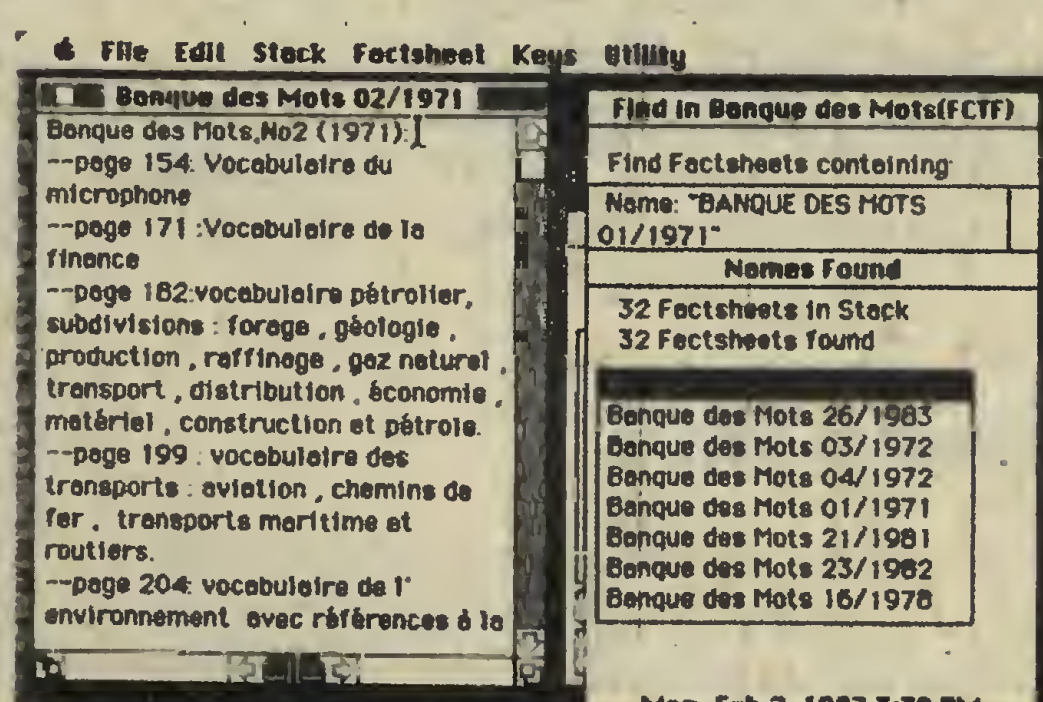 File Edit Stack Factsheet Keys Utility
Banque des Mots 02/1971
Banque des Mots,No2 (1971):
--page 154: Vocabulaire du
microphone
--page 171 :Vocabulaire de la
finance
--page 182:vocabulaire pétrolier,
subdivisions : forage , géologie ,
production , raffinage , gaz naturel ,
transport , distribution , économie ,
matériel , construction et pétrole.
--page 199 : vocabulaire des
transports : aviation , chemins de
fer , transports maritime et
routiers.
--page 204: vocabulaire de l'
environnement avec références à la
Find in Banque des Mots(FCTF)
Find Factsheets containing:
Name: "BANQUE DES MOTS
01/1971"
Names Found
32 Factsheets in Stack
32 Factsheets found
Banque des Mots 26/1983
Banque des Mots 03/1972
Banque des Mots 04/1972
Banque des Mots 01/1971
Banque des Mots 21/1981
Banque des Mots 23/1982
Banque des Mots 16/1978